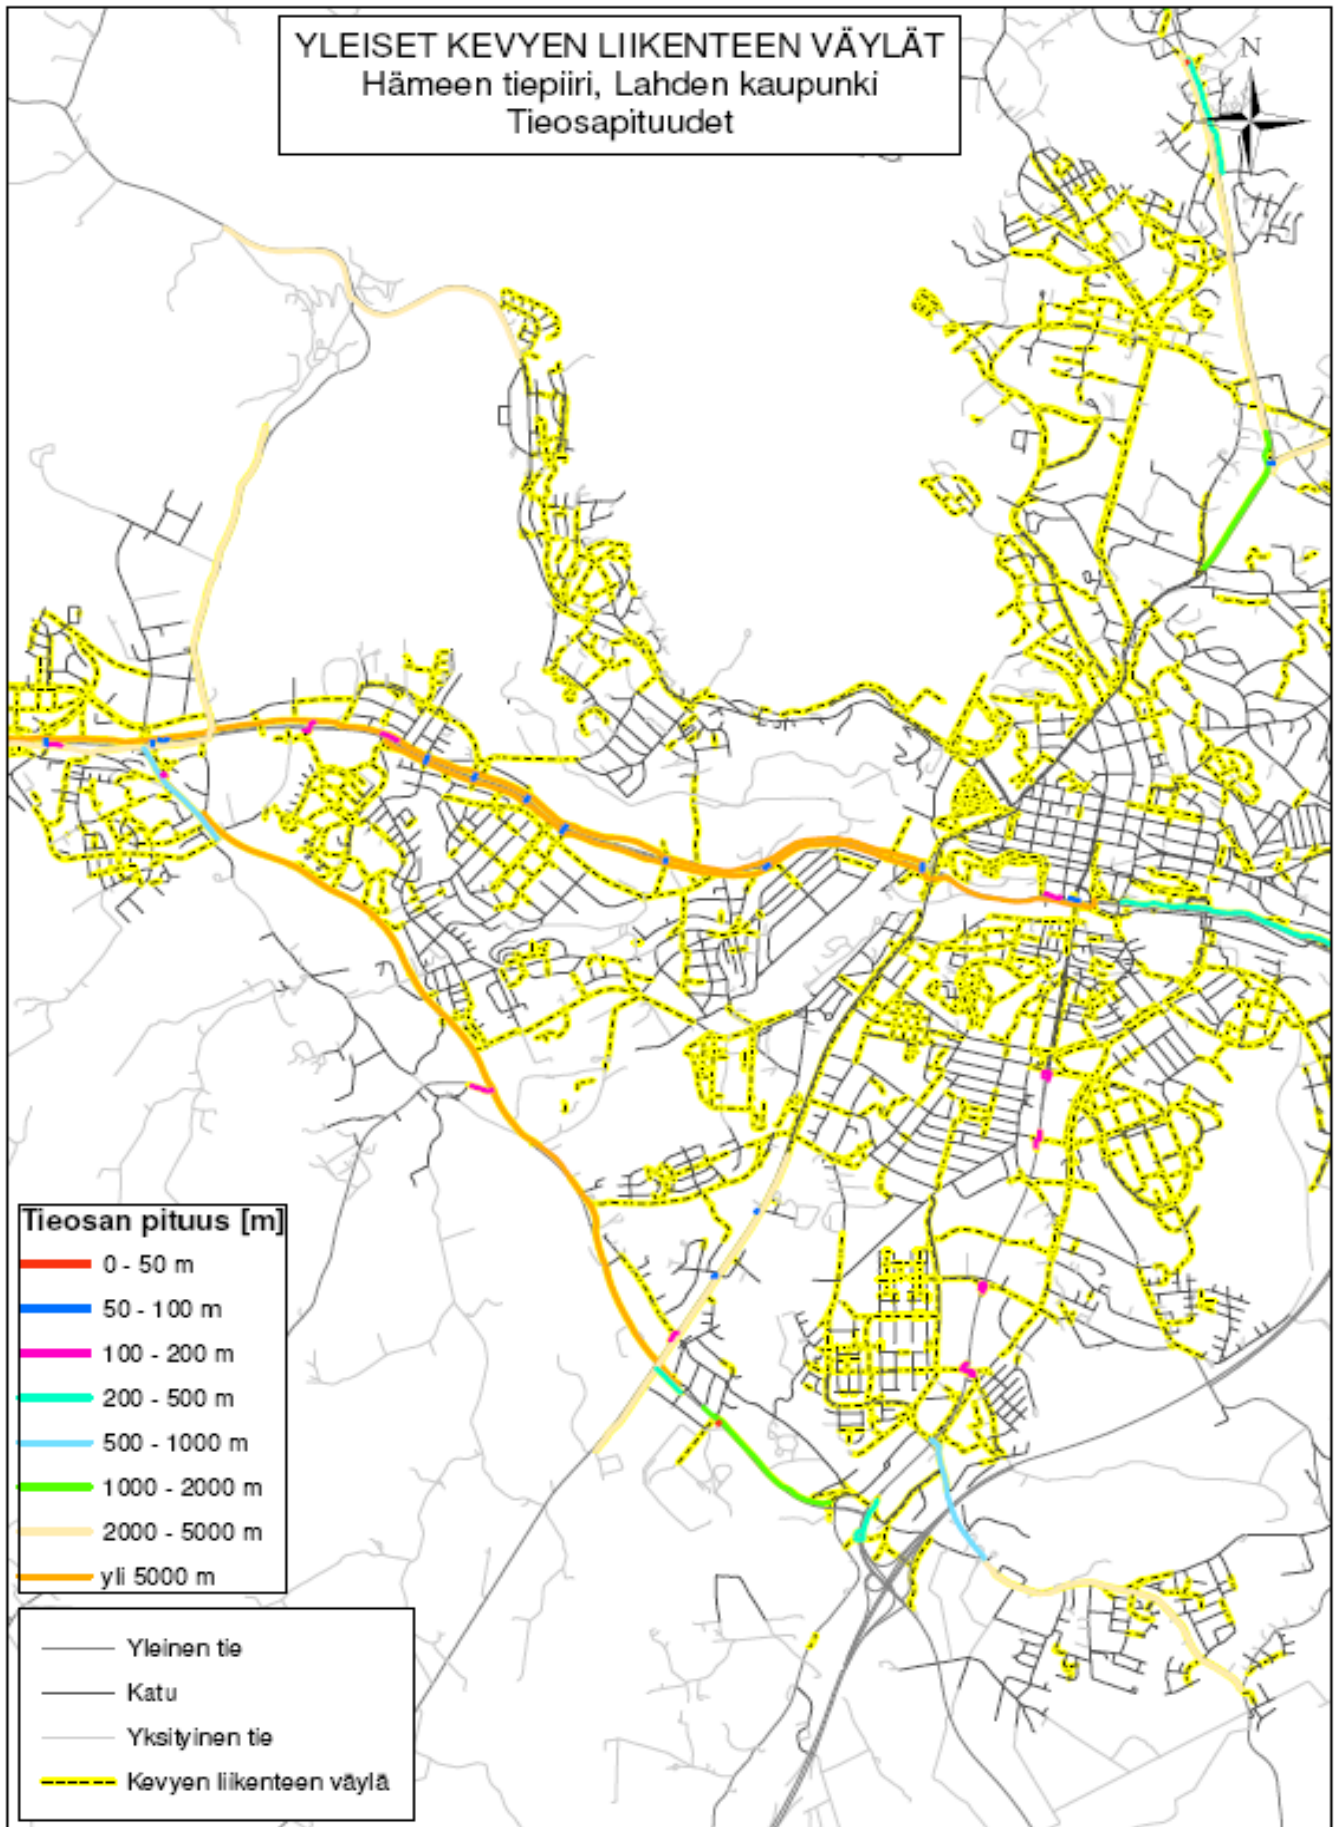 YLEISET KEVYEN LIIKENTEEN VÄYLÄT
Hämeen tiepiiri, Lahden kaupunki
Tieosapituudet
N
Tieosan pituus [m]
0 - 50 m
50 - 100 m
100 - 200 m
200 - 500 m
500 - 1000 m
1000 - 2000 m
2000 - 5000 m
yli 5000 m
Yleinen tie
Katu
Yksityinen tie
Kevyen liikenteen väylä